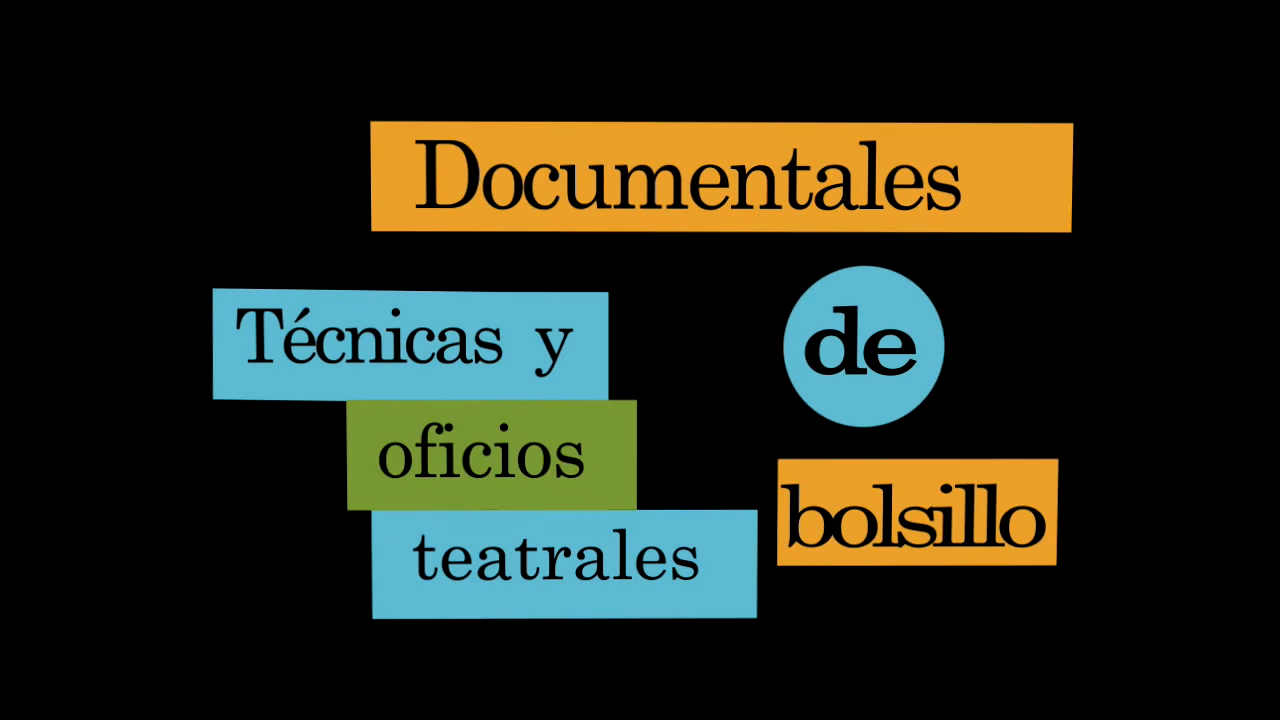 Documentales
de
bolsillo
Técnicas y
oficios
teatrales